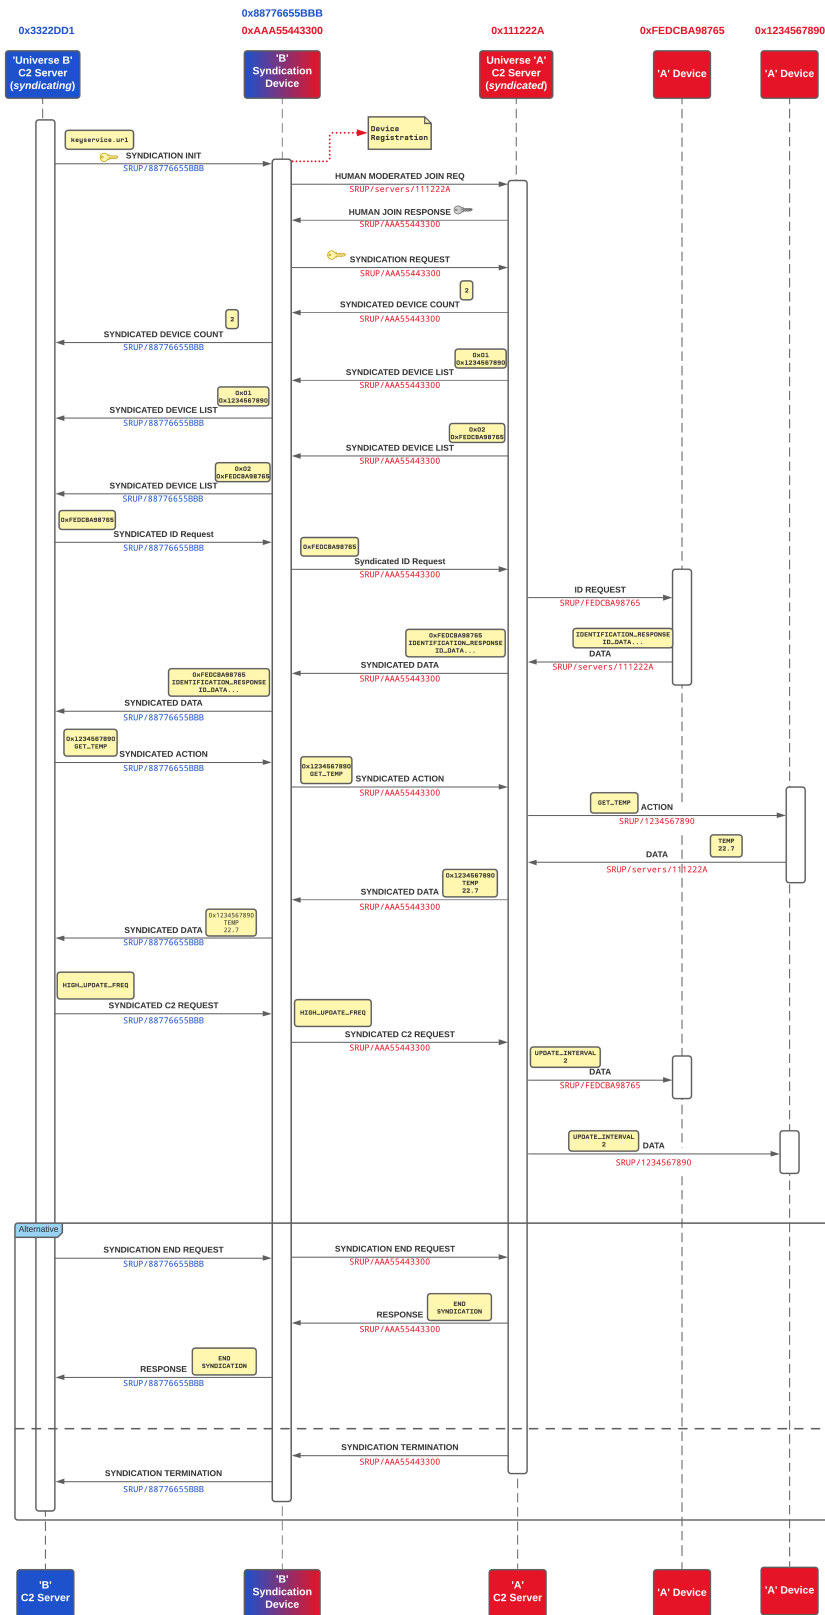 0x88776655BBB
0x3322DD1
0xAAA55443300
0x111222A
0xFEDCBA98765
0x1234567890
'Universe B'
C2 Server
(syndicating)
'B'
Syndication
Device
Universe 'A'
C2 Server
(syndicated)
'A' Device
'A' Device
Device
Registration
keyservice.url
SYNDICATION INIT
SRUP/88776655BBB
HUMAN MODERATED JOIN REQ
SRUP/servers/111222A
HUMAN JOIN RESPONSE
SRUP/AAA55443300
SYNDICATION REQUEST
SRUP/AAA55443300
2
SYNDICATED DEVICE COUNT
SRUP/AAA55443300
2
SYNDICATED DEVICE COUNT
SRUP/88776655BBB
0x01
0x1234567890
SYNDICATED DEVICE LIST
SRUP/AAA55443300
0x01
0x1234567890
SYNDICATED DEVICE LIST
SRUP/88776655BBB
0x02
0xFEDCBA98765
SYNDICATED DEVICE LIST
SRUP/AAA55443300
0x02
0xFEDCBA98765
SYNDICATED DEVICE LIST
SRUP/88776655BBB
0xFEDCBA98765
SYNDICATED ID Request
SRUP/88776655BBB
0xFEDCBA98765
Syndicated ID Request
SRUP/AAA55443300
ID REQUEST
SRUP/FEDCBA98765
IDENTIFICATION_RESPONSE
ID_DATA...
DATA
SRUP/servers/111222A
0xFEDCBA98765
IDENTIFICATION_RESPONSE
ID_DATA...
SYNDICATED DATA
SRUP/AAA55443300
0xFEDCBA98765
IDENTIFICATION_RESPONSE
ID_DATA...
SYNDICATED DATA
SRUP/88776655BBB
0x1234567890
GET_TEMP
SYNDICATED ACTION
SRUP/88776655BBB
0x1234567890
GET_TEMP
SYNDICATED ACTION
SRUP/AAA55443300
GET_TEMP
ACTION
SRUP/1234567890
TEMP
22.7
DATA
SRUP/servers/111222A
0x1234567890
TEMP
22.7
SYNDICATED DATA
SRUP/AAA55443300
0x1234567890
TEMP
22.7
SYNDICATED DATA
SRUP/88776655BBB
HIGH_UPDATE_FREQ
SYNDICATED C2 REQUEST
SRUP/88776655BBB
HIGH_UPDATE_FREQ
SYNDICATED C2 REQUEST
SRUP/AAA55443300
UPDATE_INTERVAL
2
DATA
SRUP/FEDCBA98765
UPDATE_INTERVAL
2
DATA
SRUP/1234567890
Alternative
SYNDICATION END REQUEST
SRUP/88776655BBB
SYNDICATION END REQUEST
SRUP/AAA55443300
END
SYNDICATION
RESPONSE
SRUP/AAA55443300
END
SYNDICATION
RESPONSE
SRUP/88776655BBB
SYNDICATION TERMINATION
SRUP/AAA55443300
SYNDICATION TERMINATION
SRUP/88776655BBB
'B'
C2 Server
'B'
Syndication
Device
'A'
C2 Server
'A' Device
'A' Device